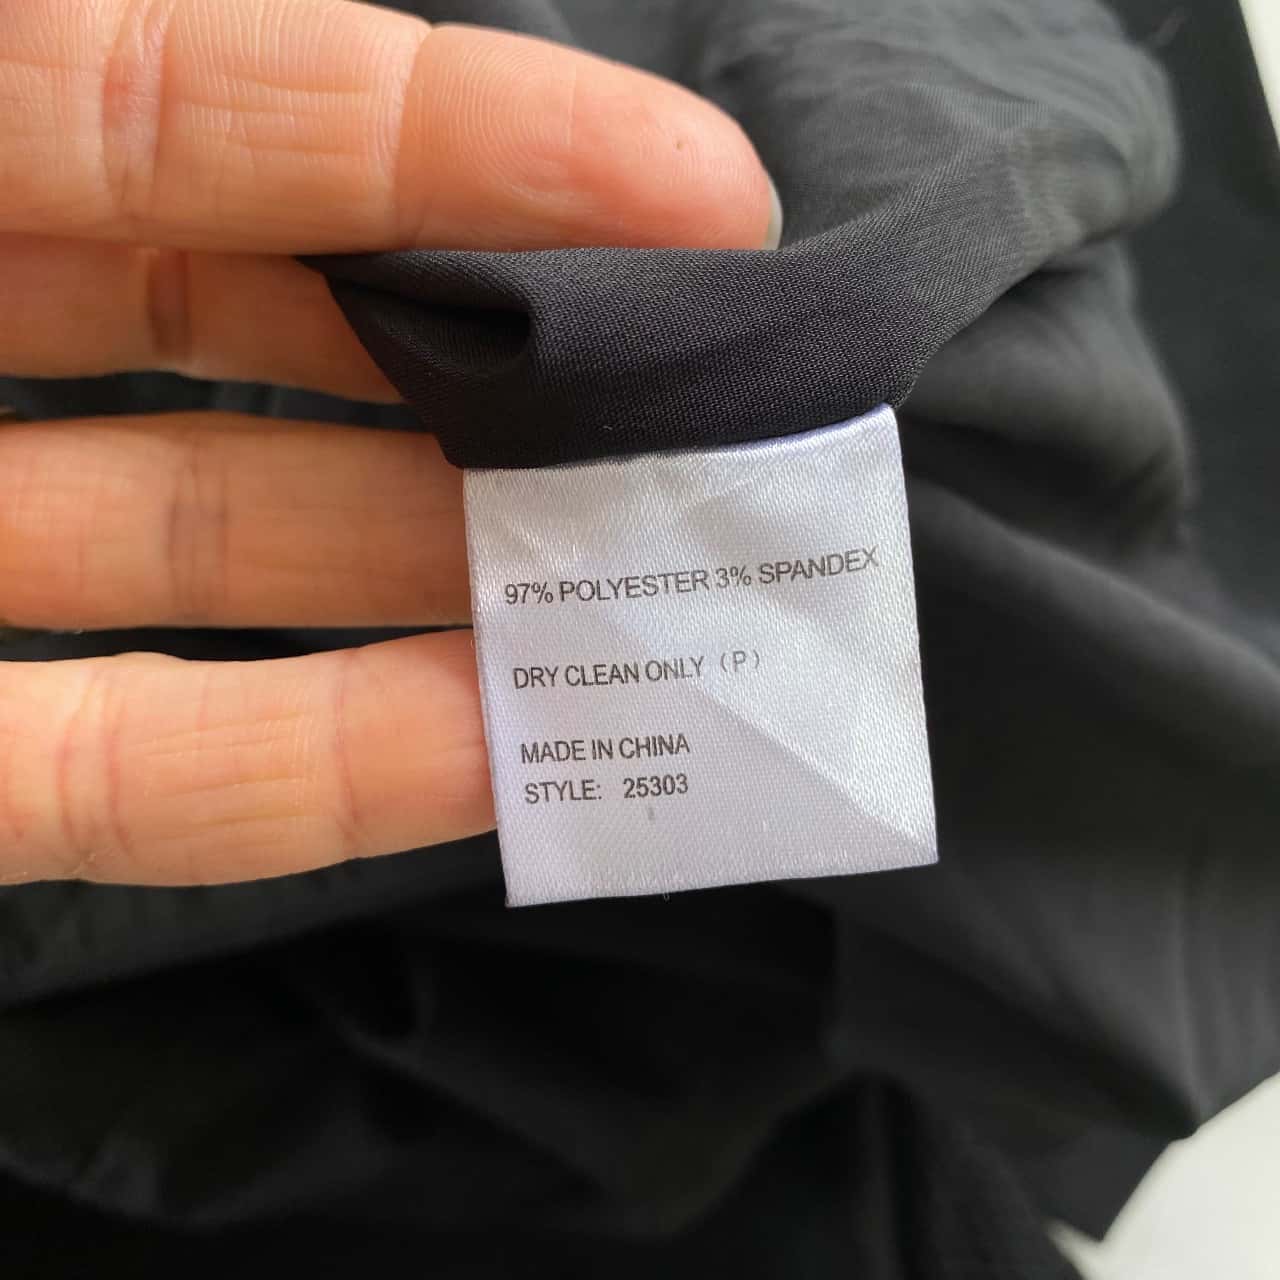 97% POLYESTER 3% SPANDEX
DRY CLEAN ONLY（P）
MADE IN CHINA
STYLE: 25303